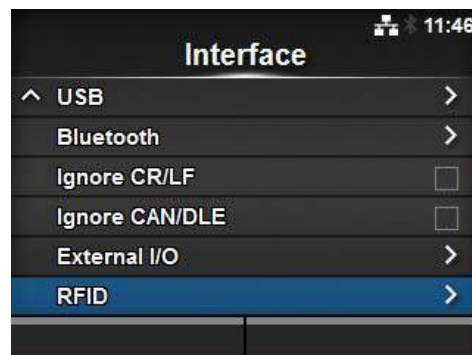 11:46
Interface
USB
Bluetooth
Ignore CR/LF
Ignore CAN/DLE
External I/O
RFID